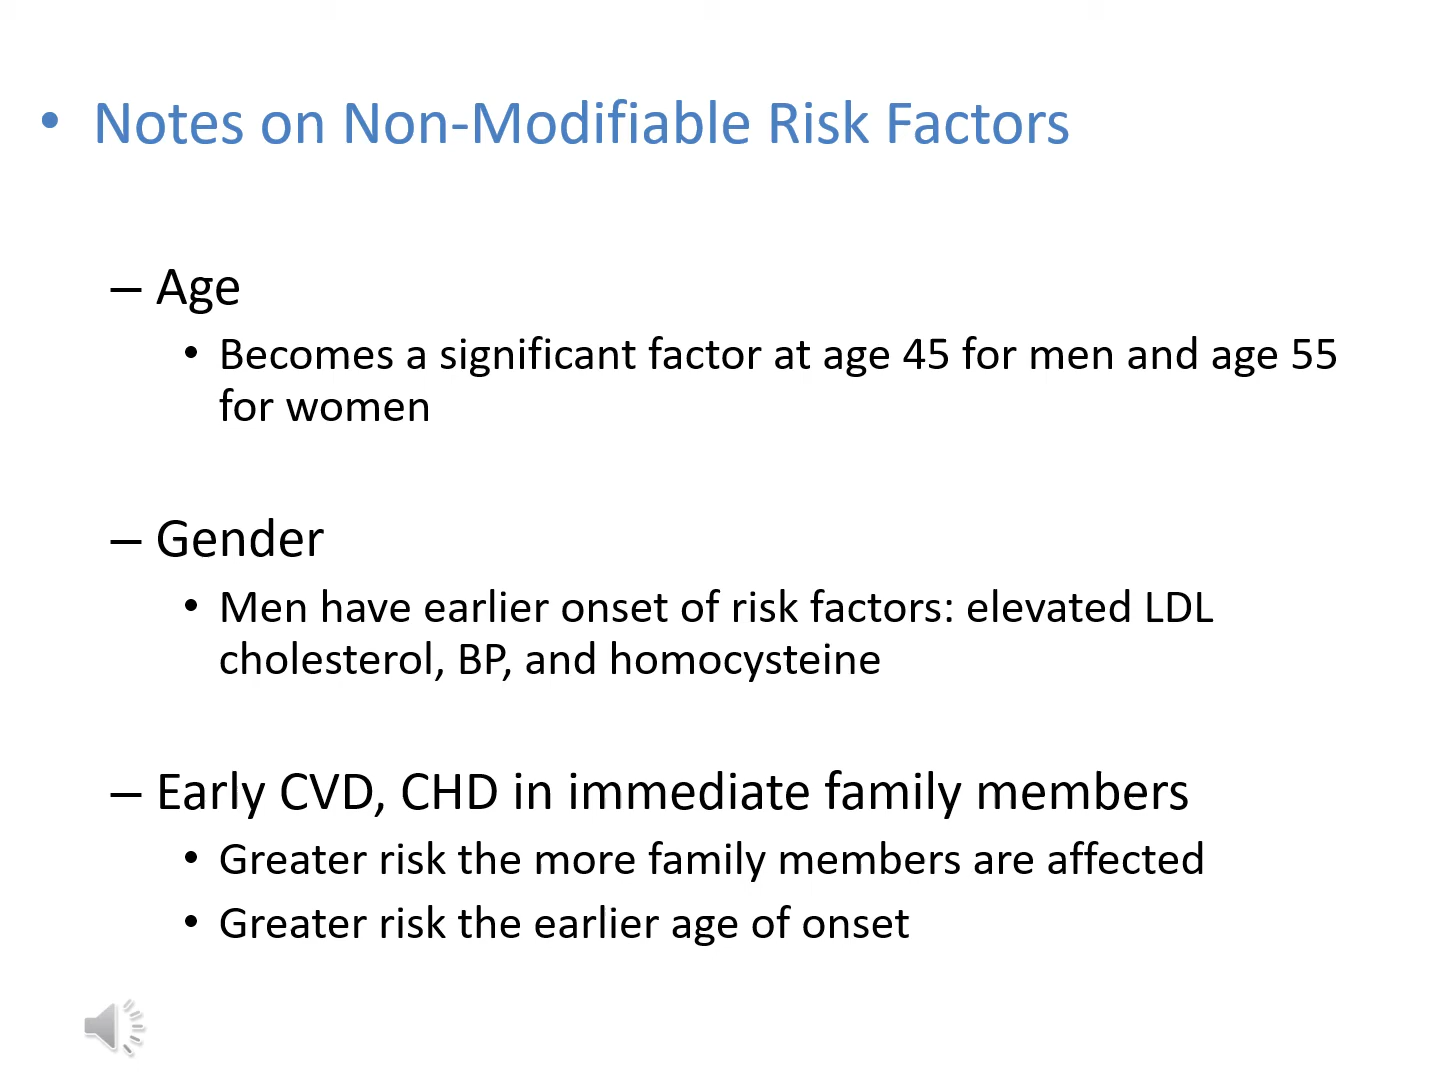 • Notes on Non-Modifiable Risk Factors
– Age
• Becomes a significant factor at age 45 for men and age 55
for women
– Gender
• Men have earlier onset of risk factors: elevated LDL
cholesterol, BP, and homocysteine
– Early CVD, CHD in immediate family members
• Greater risk the more family members are affected
• Greater risk the earlier age of onset